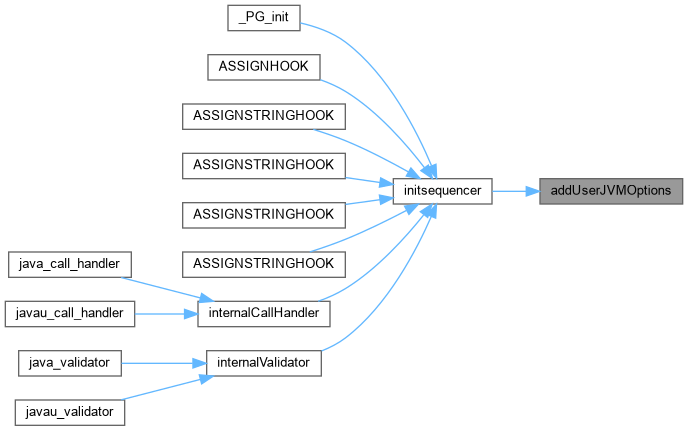 _PG_init
ASSIGNHOOK
ASSIGNSTRINGHOOK
ASSIGNSTRINGHOOK
initsequencer
addUserJVMOptions
ASSIGNSTRINGHOOK
ASSIGNSTRINGHOOK
java_call_handler
javau_call_handler
internalCallHandler
java_validator
internalValidator
javau_validator